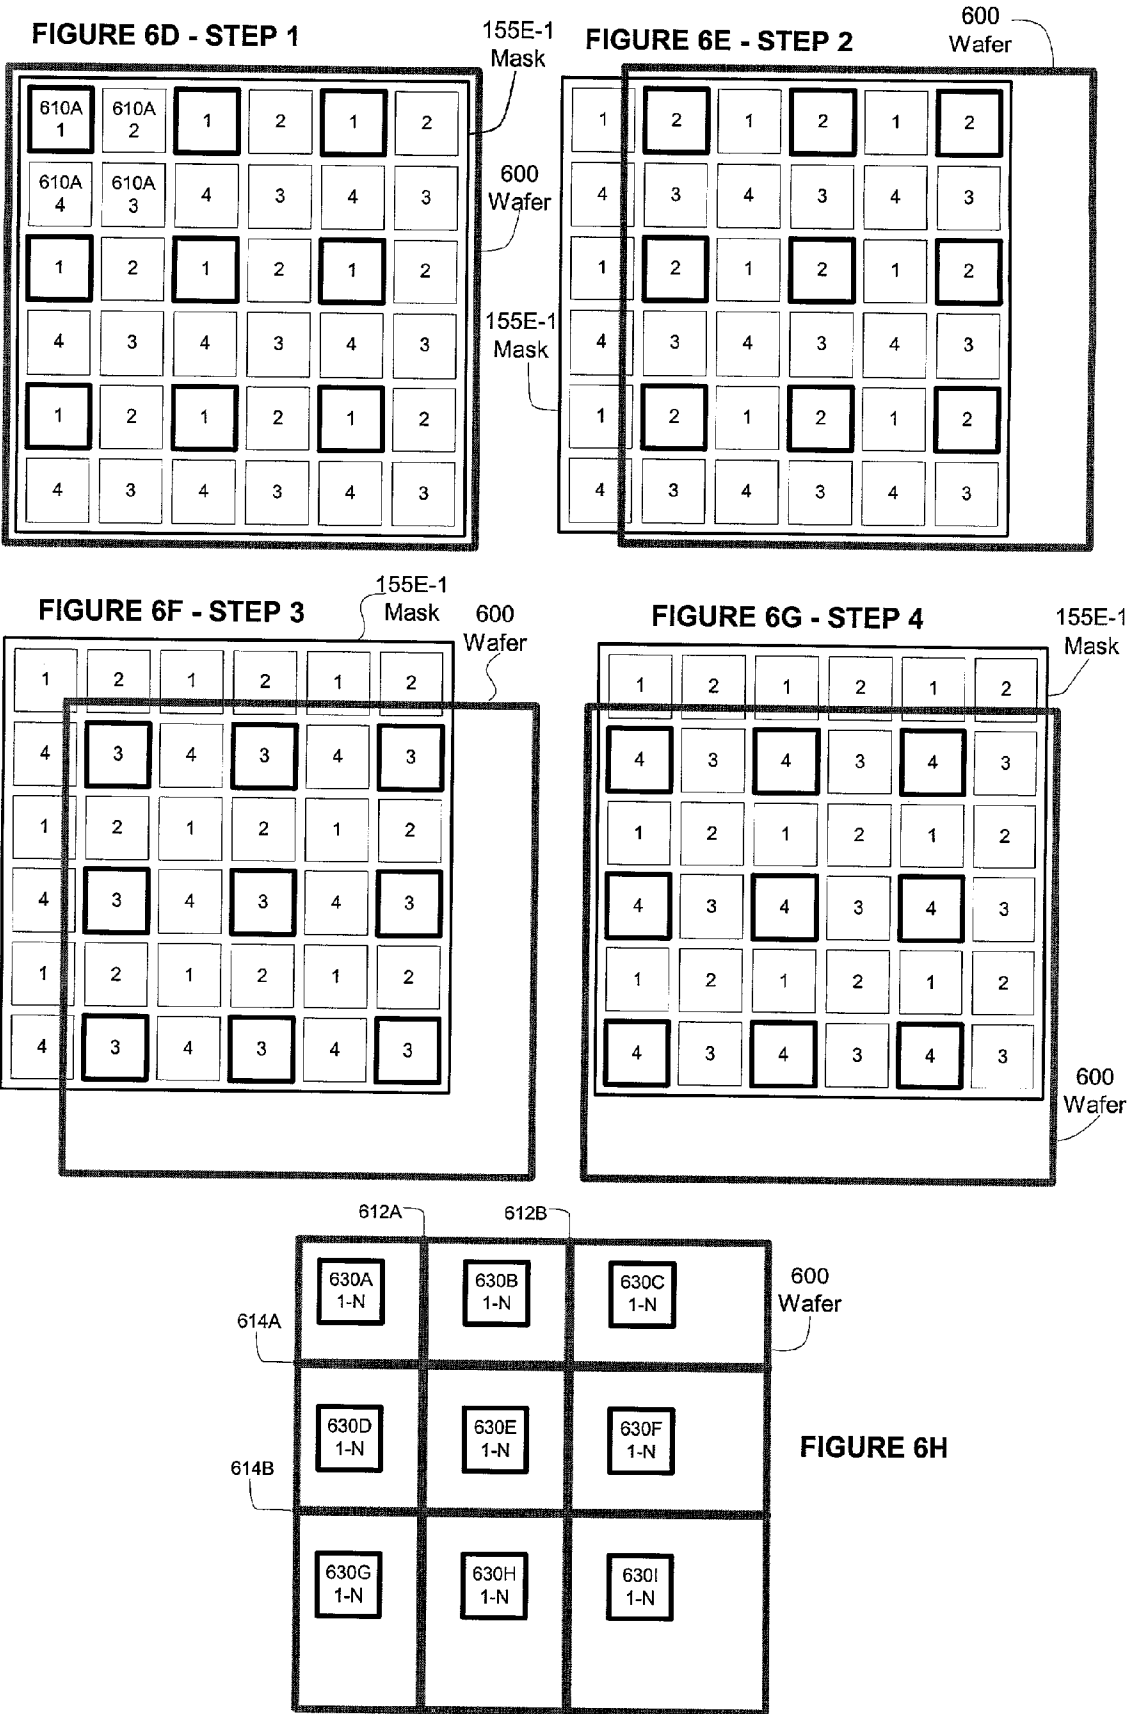 FIGURE 6D - STEP 1
155E-1
Mask
610A
1
610A
2
1 2 1 2
610A
4
610A
3
4 3 4 3
600
Wafer
1 2 1 2 1 2
4 3 4 3 4 3
1 2 1 2 1 2
4 3 4 3 4 3
FIGURE 6E - STEP 2
600
Wafer
1 2 1 2 1 2
4 3 4 3 4 3
1 2 1 2 1 2
155E-1
Mask
4 3 4 3 4 3
1 2 1 2 1 2
4 3 4 3 4 3
FIGURE 6F - STEP 3
155E-1
Mask
600
Wafer
1 2 1 2 1 2
4 3 4 3 4 3
1 2 1 2 1 2
4 3 4 3 4 3
1 2 1 2 1 2
4 3 4 3 4 3
FIGURE 6G - STEP 4
155E-1
Mask
1 2 1 2 1 2
4 3 4 3 4 3
1 2 1 2 1 2
4 3 4 3 4 3
1 2 1 2 1 2
4 3 4 3 4 3
600
Wafer
612A
612B
630A
1-N
630B
1-N
630C
1-N
600
Wafer
614A
630D
1-N
630E
1-N
630F
1-N
FIGURE 6H
614B
630G
1-N
630H
1-N
630I
1-N